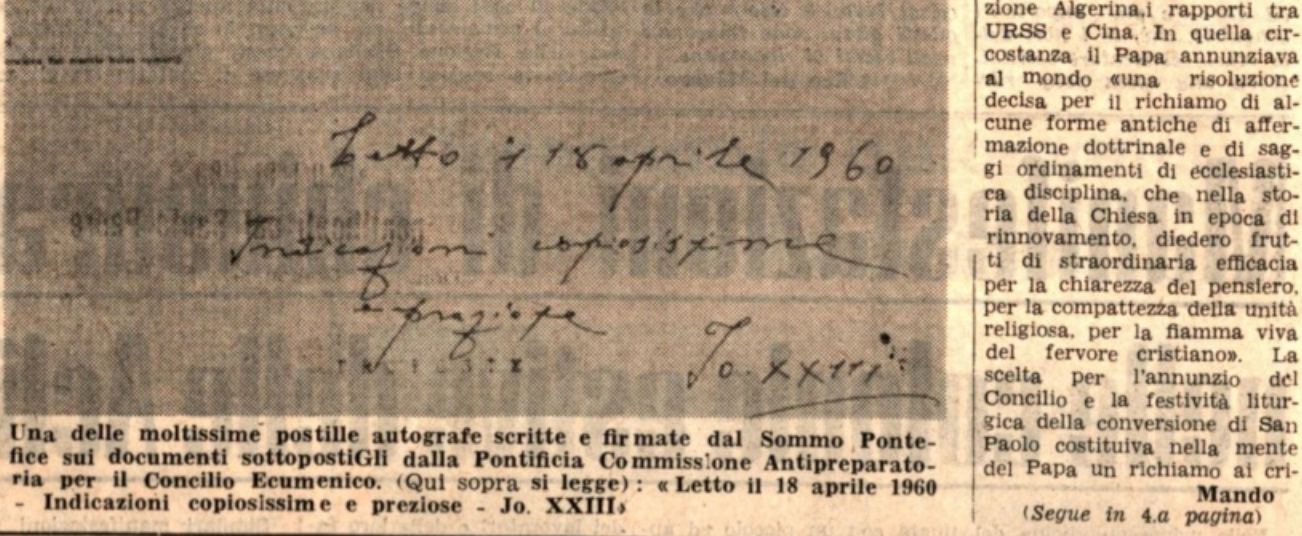 Letto il 18 aprile 1960
Indicazioni copiosissime
e preziose
Jo. XXIII
Una delle moltissime postille autografe scritte e firmate dal Sommo Ponte-
fice sui documenti sottopostiGli dalla Pontificia Commissione Antipreparato-
ria per il Concilio Ecumenico. (Qui sopra si legge): « Letto il 18 aprile 1960
- Indicazioni copiosissime e preziose - Jo. XXIII»
zione Algerina,i rapporti tra
URSS e Cina. In quella cir-
costanza il Papa annunziava
al mondo «una risoluzione
decisa per il richiamo di al-
cune forme antiche di affer-
mazione dottrinale e di sag-
gi ordinamenti di ecclesiasti-
ca disciplina, che nella sto-
ria della Chiesa in epoca di
rinnovamento, diedero frut-
ti di straordinaria efficacia
per la chiarezza del pensiero,
per la compattezza della unità
religiosa, per la fiamma viva
del fervore cristiano». La
scelta per l'annunzio del
Concilio e la festività litur-
gica della conversione di San
Paolo costituiva nella mente
del Papa un richiamo ai cri-
Mando
(Segue in 4.a pagina)